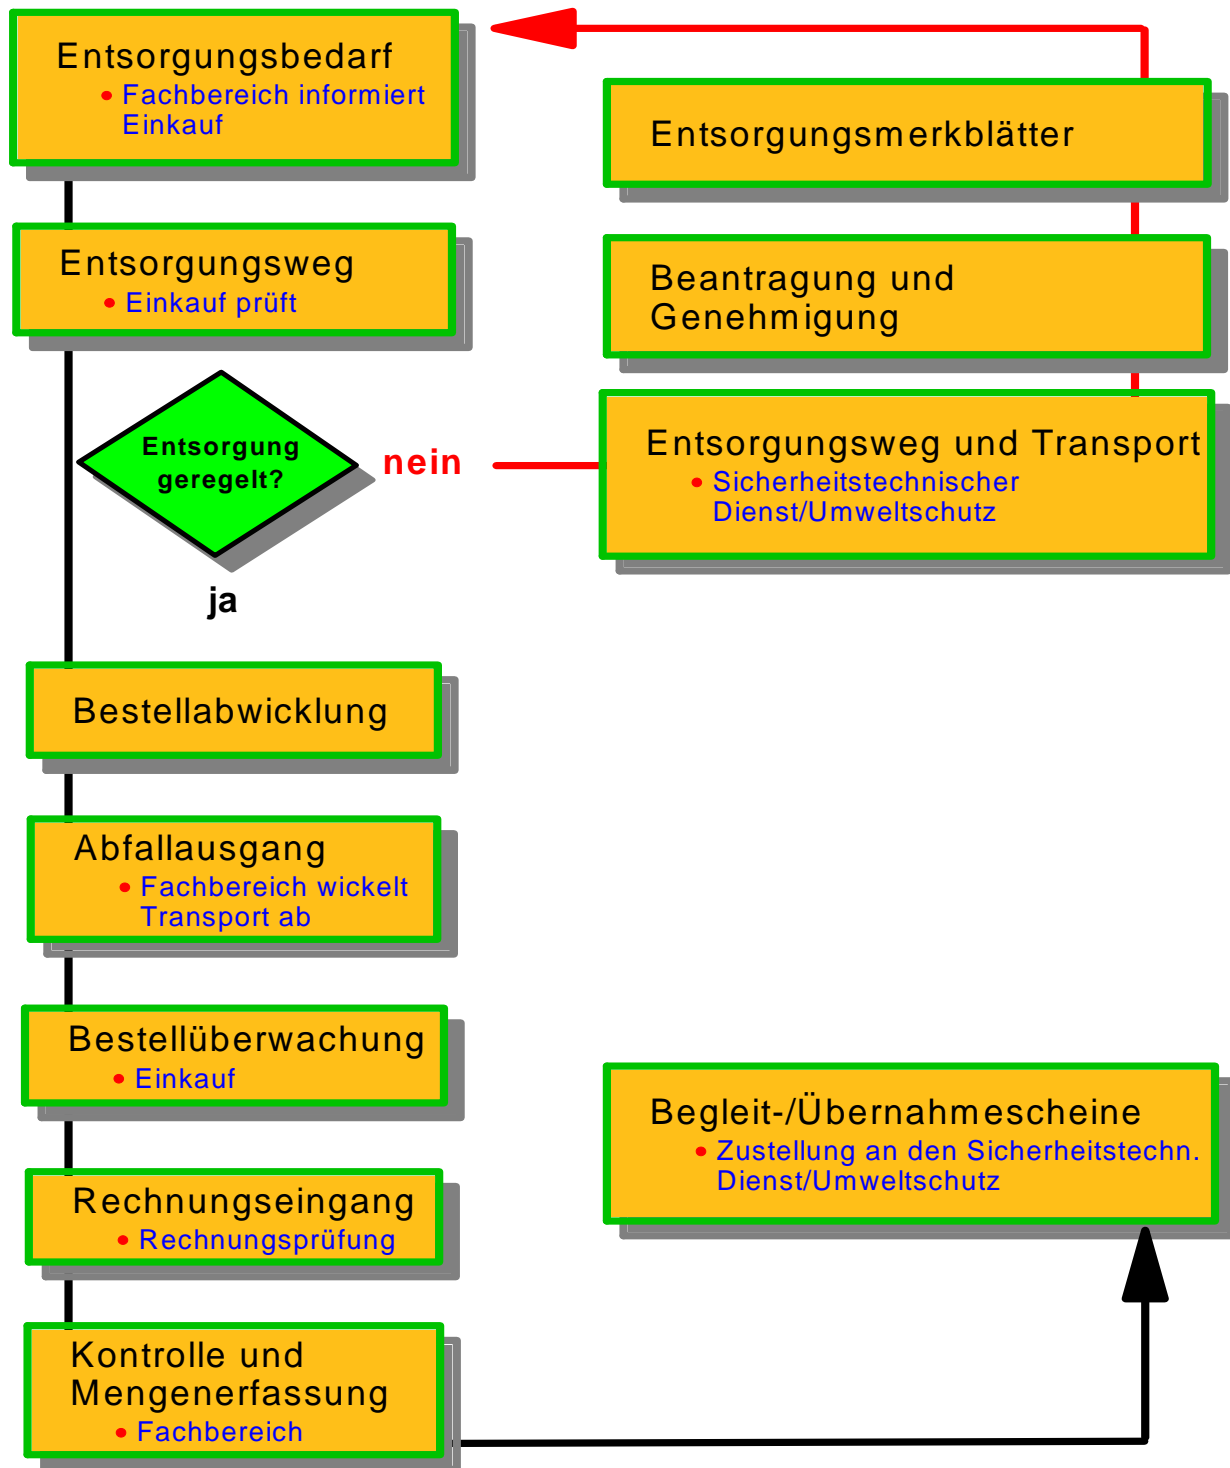 Entsorgungsbedarf
• Fachbereich informiert
Einkauf
Entsorgungsweg
• Einkauf prüft
Entsorgung
geregelt?
nein
ja
Entsorgungsmerkblätter
Beantragung und
Genehmigung
Entsorgungsweg und Transport
• Sicherheitstechnischer
Dienst/Umweltschutz
Bestellabwicklung
Abfallausgang
• Fachbereich wickelt
Transport ab
Bestellüberwachung
• Einkauf
Rechnungseingang
• Rechnungsprüfung
Kontrolle und
Mengenerfassung
• Fachbereich
Begleit-/Übernahmescheine
• Zustellung an den Sicherheitstechn.
Dienst/Umweltschutz